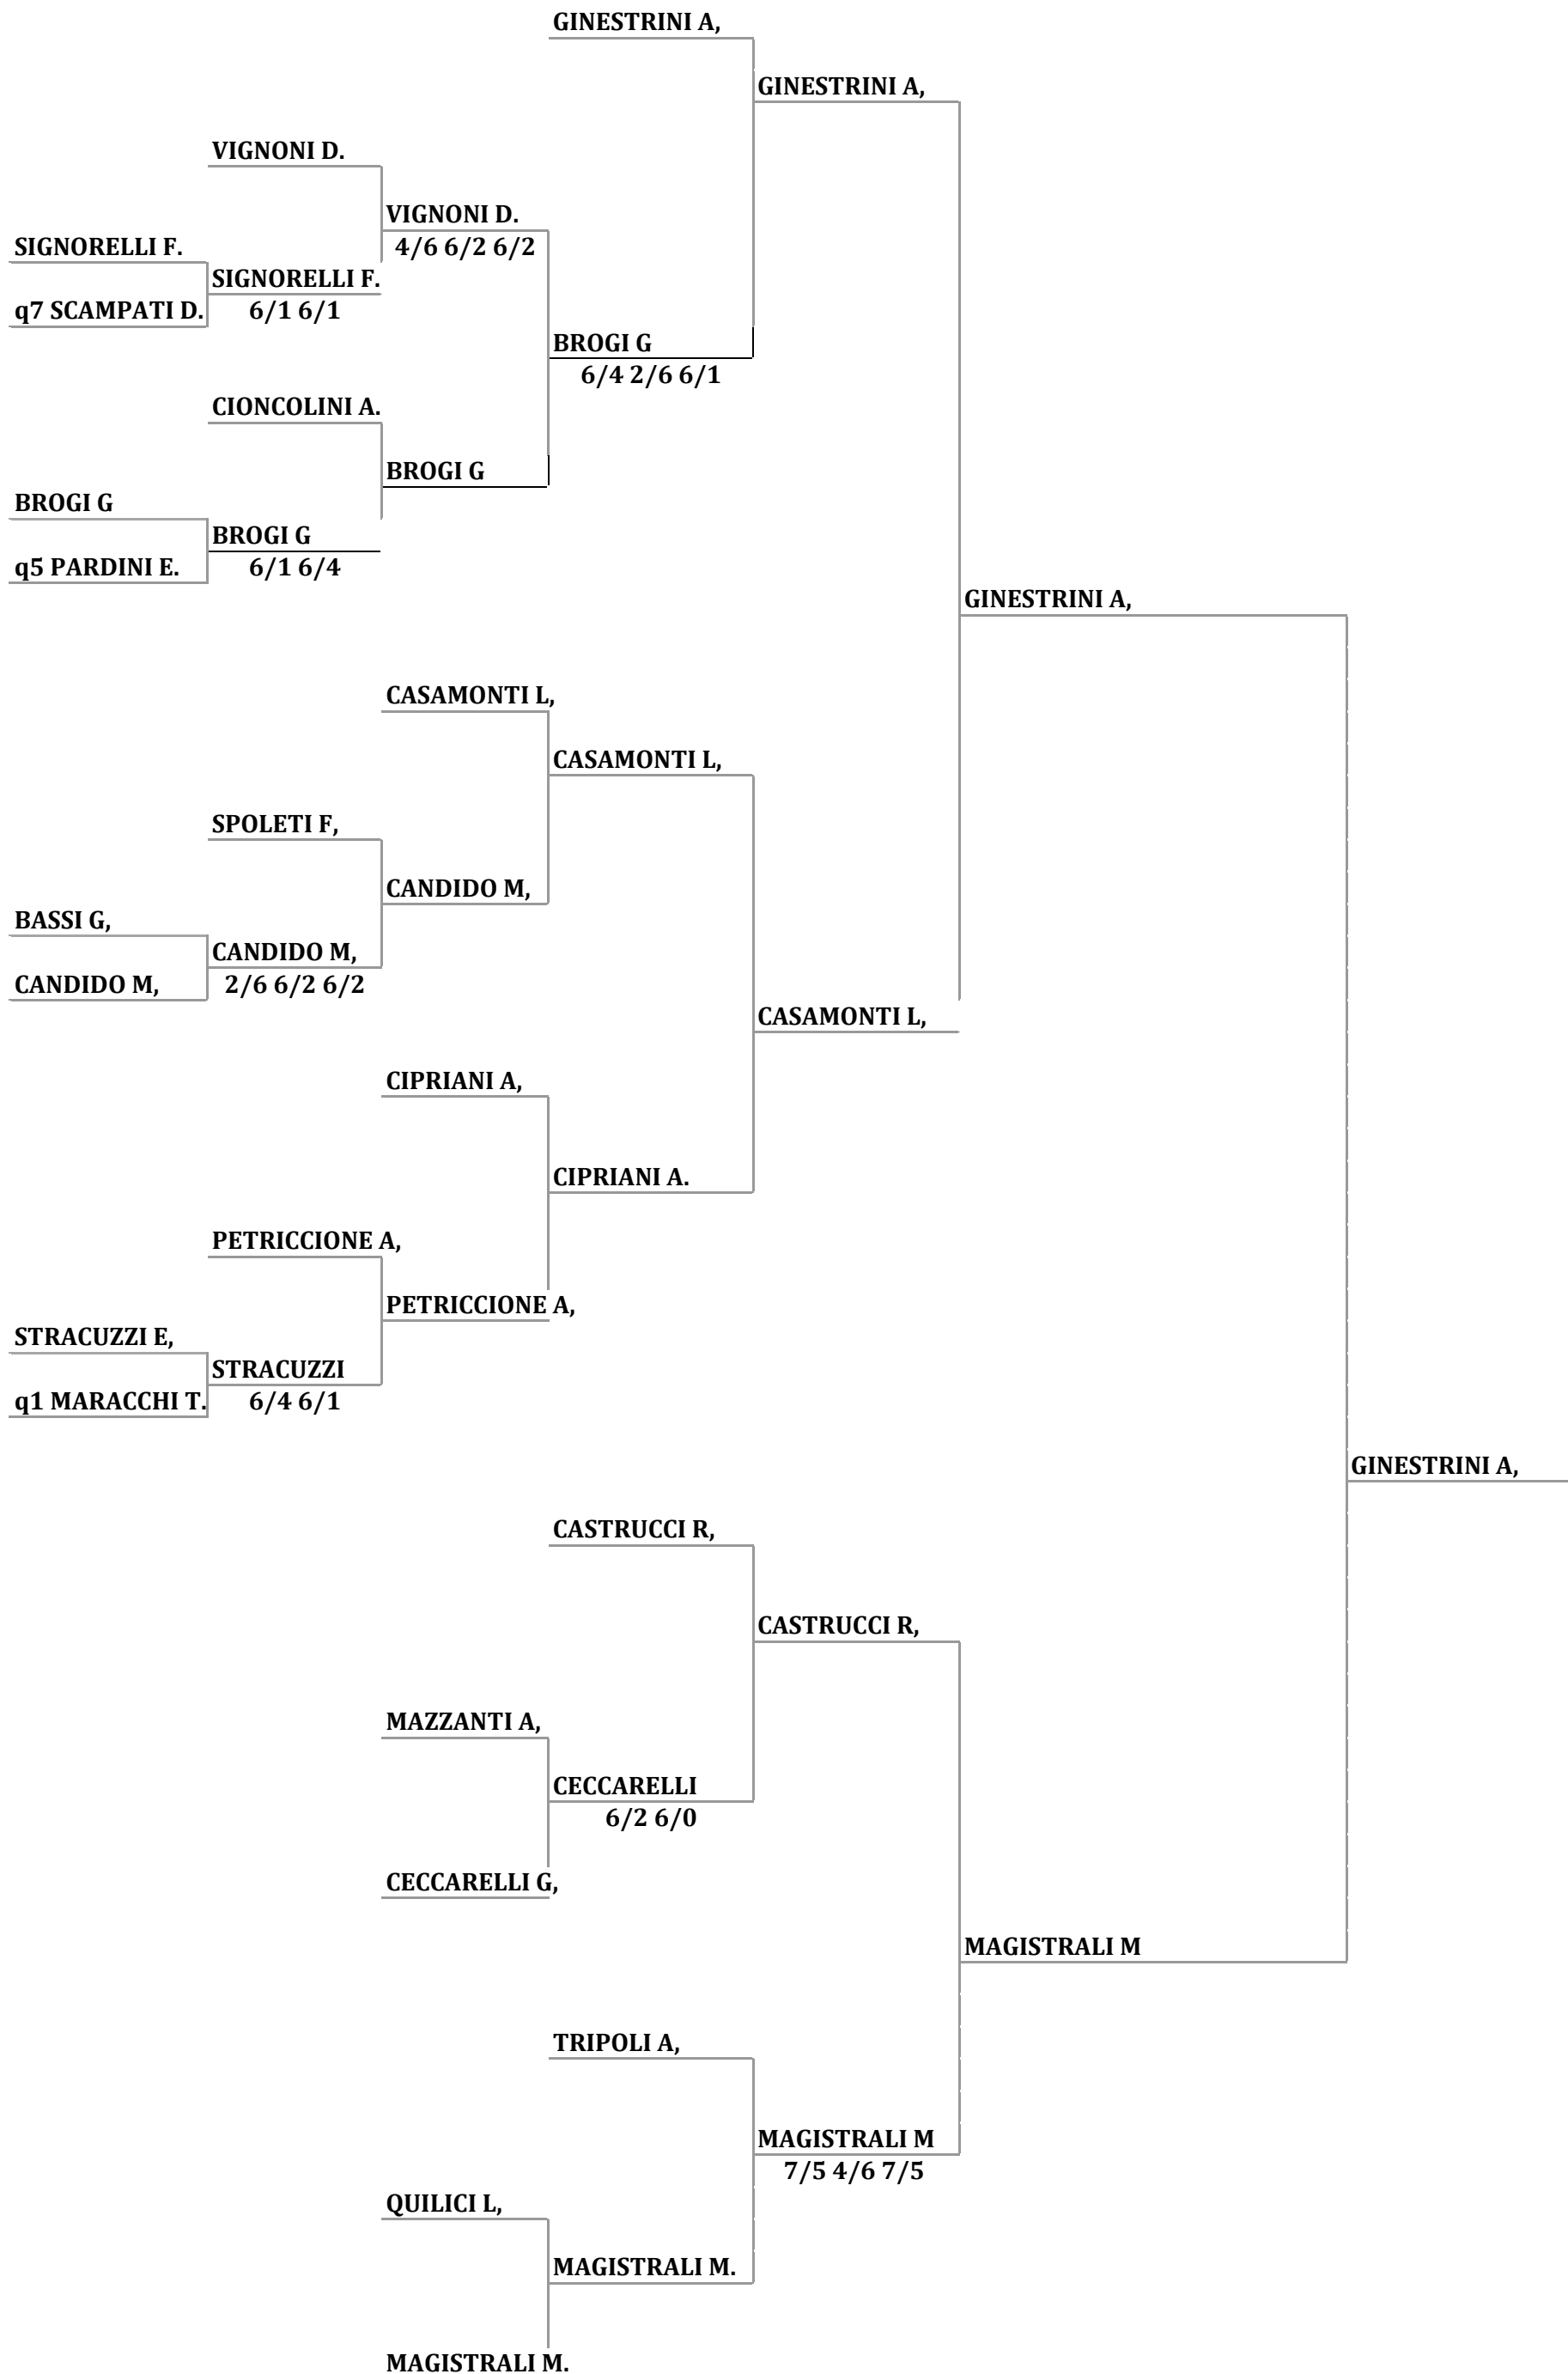 GINESTRINI A,
GINESTRINI A,
VIGNONI D.
VIGNONI D.
4/6 6/2 6/2
SIGNORELLI F.
SIGNORELLI F.
q7 SCAMPATI D.
6/1 6/1
BROGI G
6/4 2/6 6/1
CIONCOLINI A.
BROGI G
BROGI G
BROGI G
q5 PARDINI E.
6/1 6/4
GINESTRINI A,
CASAMONTI L,
CASAMONTI L,
SPOLETI F,
CANDIDO M,
BASSI G,
CANDIDO M,
CANDIDO M,
2/6 6/2 6/2
CASAMONTI L,
CIPRIANI A,
CIPRIANI A.
PETRICCIONE A,
PETRICCIONE A,
STRACUZZI E,
STRACUZZI
q1 MARACCHI T.
6/4 6/1
GINESTRINI A,
CASTRUCCI R,
CASTRUCCI R,
MAZZANTI A,
CECCARELLI
6/2 6/0
CECCARELLI G,
MAGISTRALI M
TRIPOLI A,
MAGISTRALI M
7/5 4/6 7/5
QUILICI L,
MAGISTRALI M.
MAGISTRALI M.